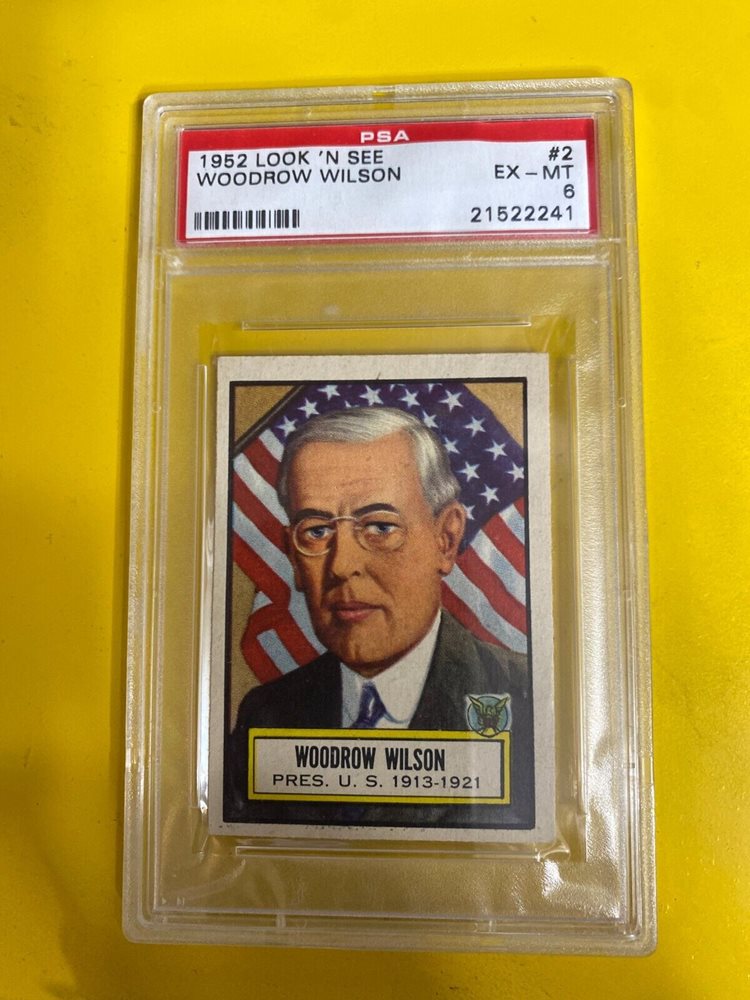 PSA
1952 LOOK 'N SEE #2
WOODROW WILSON EX - MT
6
21522241
WOODROW WILSON
PRES. U. S. 1913-1921